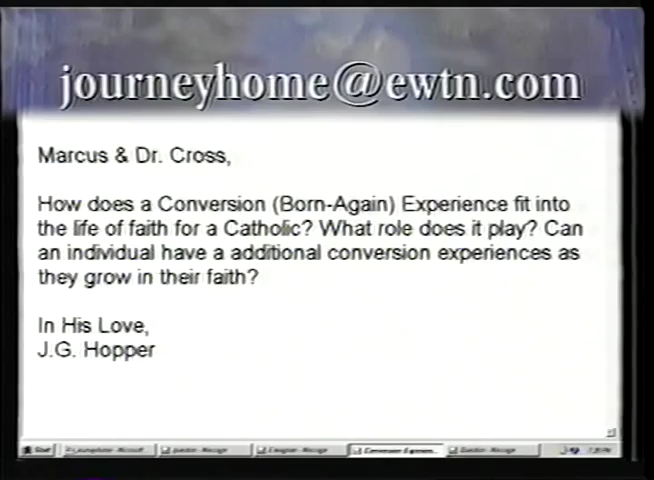 journeyhome@ewtn.com
Marcus & Dr. Cross,
How does a Conversion (Born-Again) Experience fit into
the life of faith for a Catholic? What role does it play? Can
an individual have a additional conversion experiences as
they grow in their faith?
In His Love,
J.G. Hopper
Start